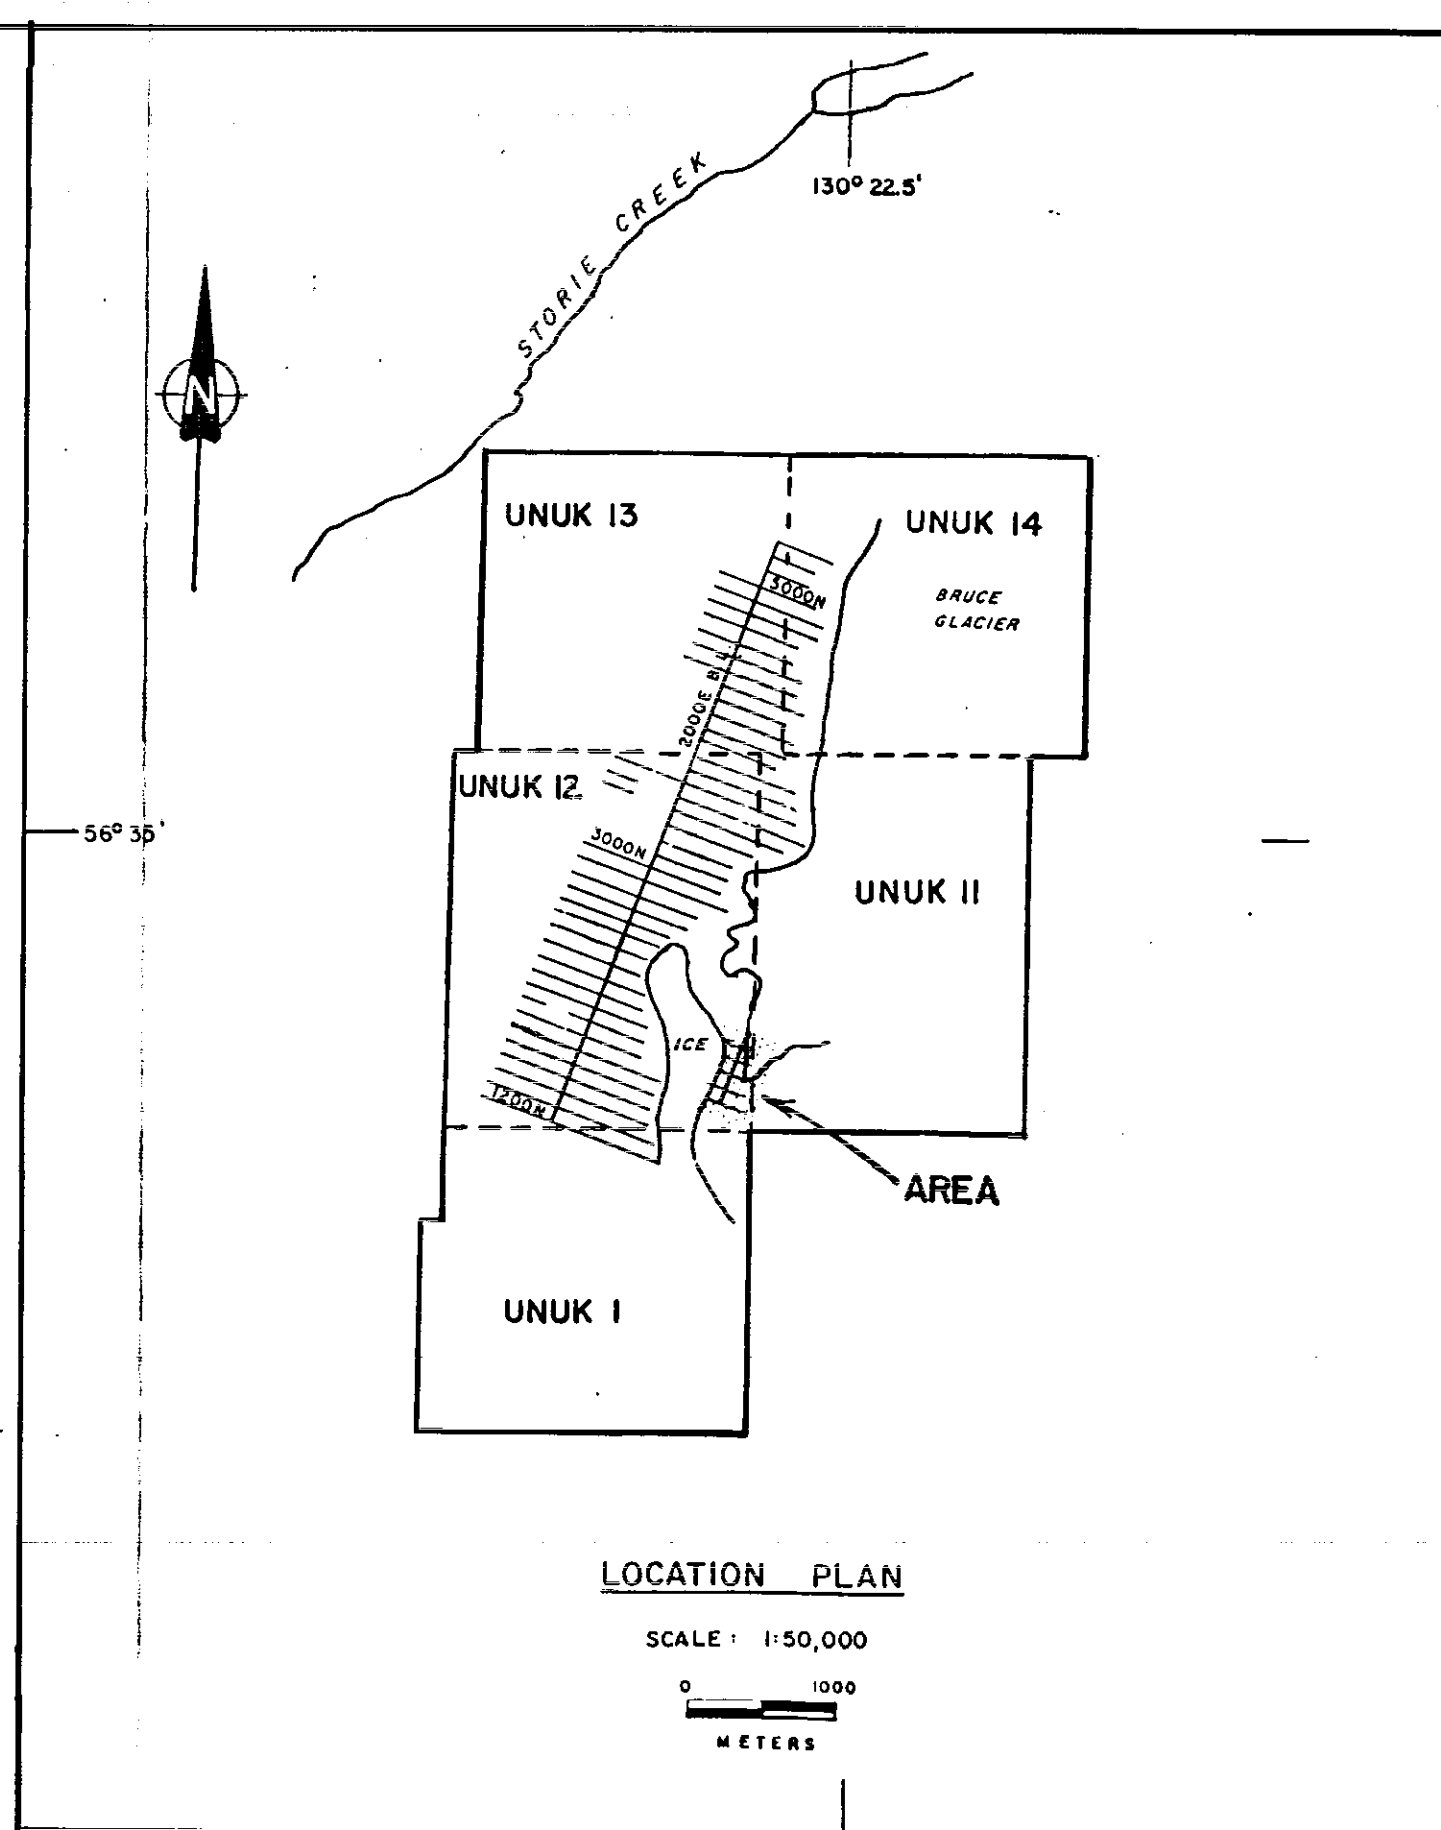 130° 22.5'
STORIE CREEK
N
UNUK 13
UNUK 14
5000N
BRUCE
GLACIER
2000E B.L.
UNUK 12
56° 35'
3000N
UNUK 11
ICE
1200N
AREA
UNUK 1
LOCATION PLAN
SCALE : 1:50,000
0 1000
METERS